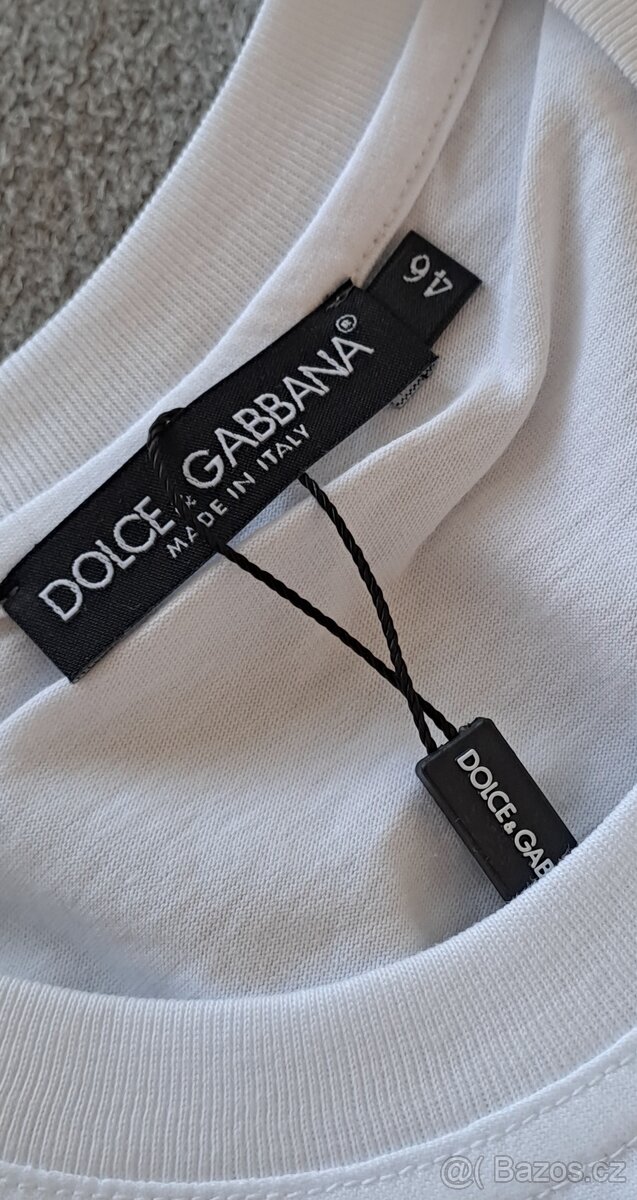 46
DOLCE & GABBANA®
MADE IN ITALY
DOLCE & GAB
@( Bazos.cz